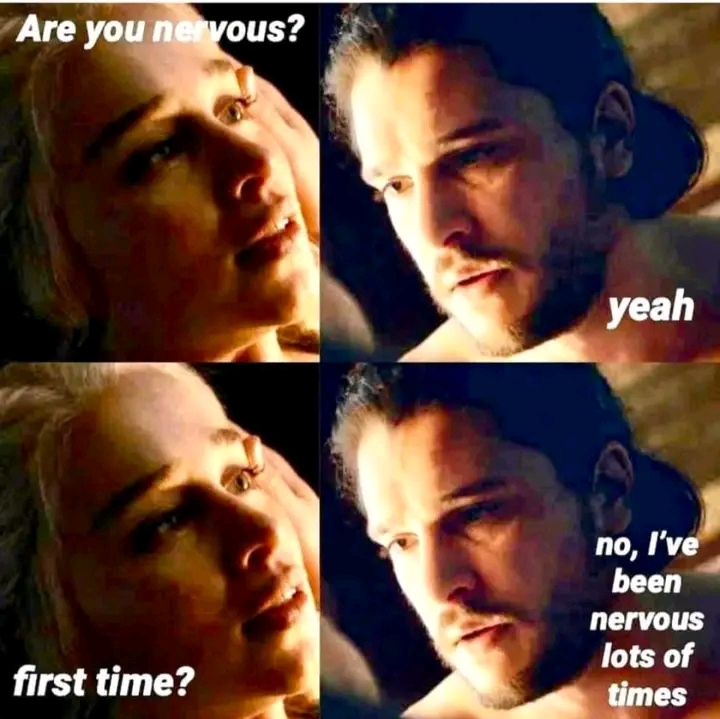 Are you nervous?
yeah
first time?
no, I've
been
nervous
lots of
times